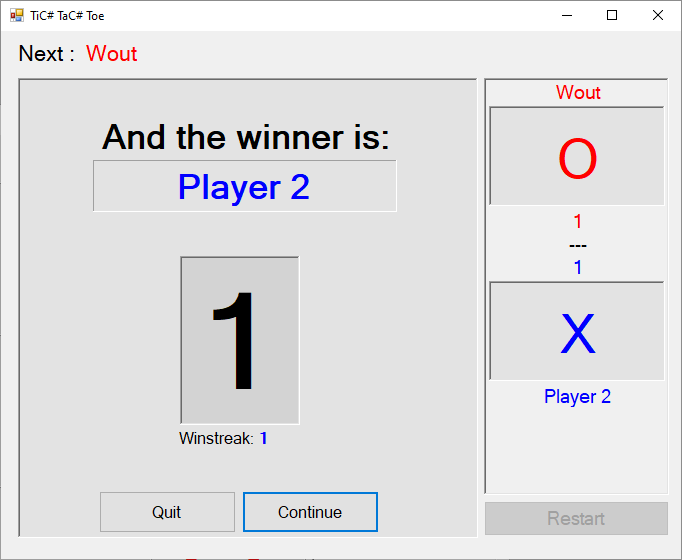 TiC# TaC# Toe
Next : Wout
And the winner is:
Player 2
1
Winstreak: 1
Quit
Continue
Wout
O
1
---
1
X
Player 2
Restart